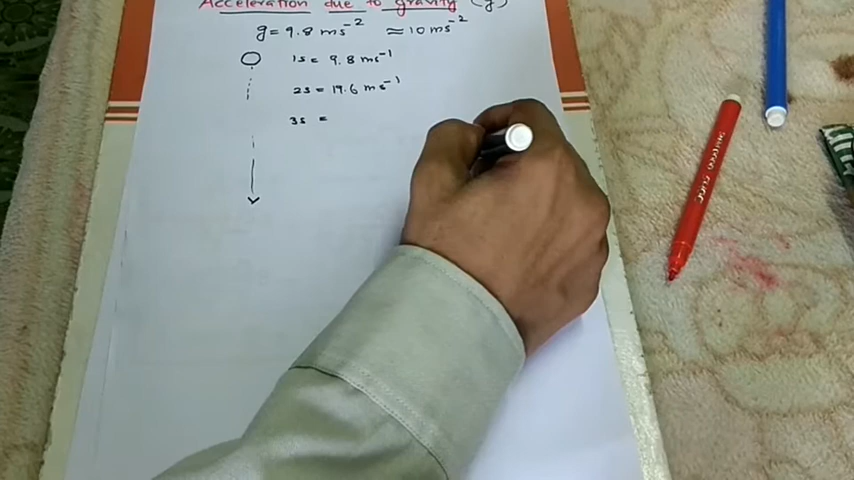 Acceleration due to gravity (g)
g = 9.8 ms⁻² ≈ 10 ms⁻²
1s = 9.8 ms⁻¹
2s = 19.6 ms⁻¹
3s =